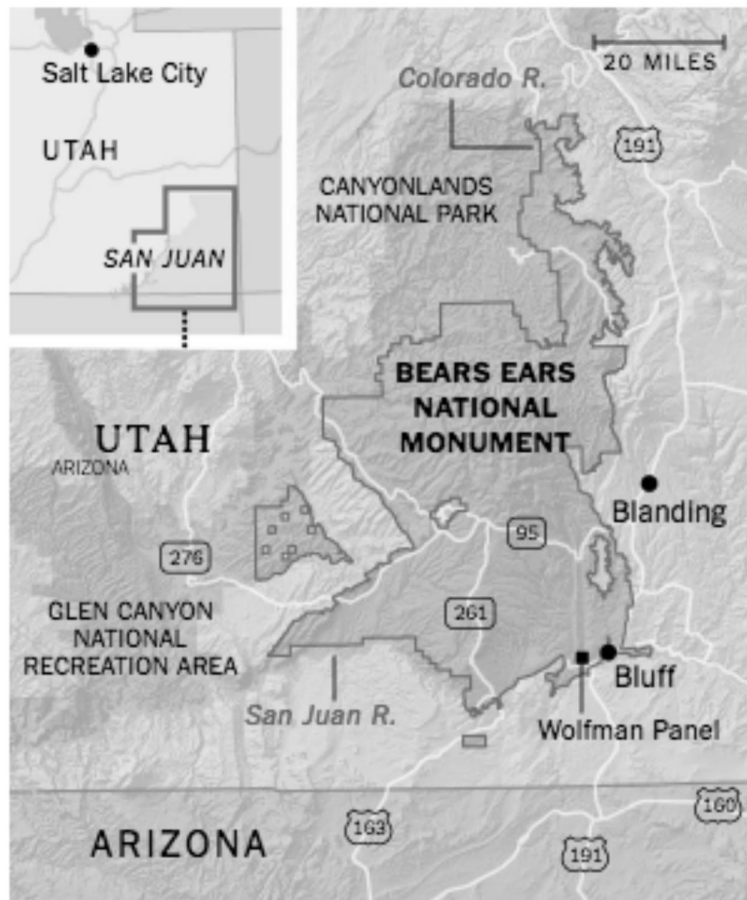 Salt Lake City
UTAH
SAN JUAN
20 MILES
Colorado R.
191
CANYONLANDS
NATIONAL PARK
BEARS EARS
NATIONAL
MONUMENT
UTAH
ARIZONA
Blanding
95
276
261
GLEN CANYON
NATIONAL
RECREATION AREA
Bluff
San Juan R.
Wolfman Panel
160
163
ARIZONA
191